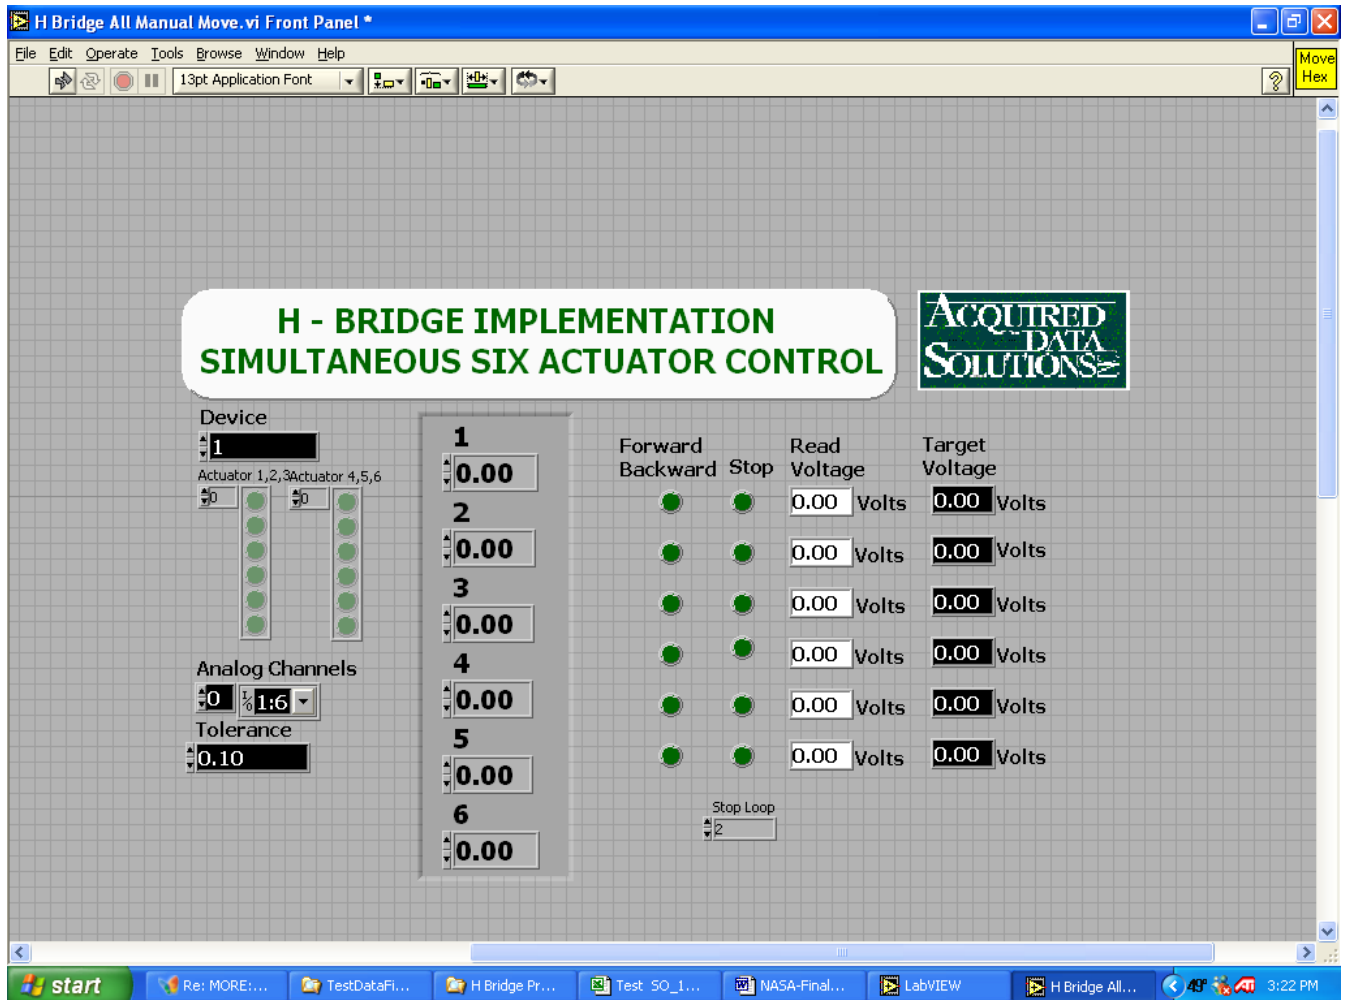 H Bridge All Manual Move.vi Front Panel *
File Edit Operate Tools Browse Window Help
13pt Application Font
?
Move
Hex
H - BRIDGE IMPLEMENTATION
SIMULTANEOUS SIX ACTUATOR CONTROL
ACQUIRED
DATA
SOLUTIONS
Device
1
Actuator 1,2,3 Actuator 4,5,6
0 0
Analog Channels
0 1:6
Tolerance
0.10
1
0.00
2
0.00
3
0.00
4
0.00
5
0.00
6
0.00
Forward
Backward Stop Read
Voltage Target
Voltage
0.00 Volts 0.00 Volts
0.00 Volts 0.00 Volts
0.00 Volts 0.00 Volts
0.00 Volts 0.00 Volts
0.00 Volts 0.00 Volts
0.00 Volts 0.00 Volts
Stop Loop
2
start Re: MORE:... TestDataFi... H Bridge Pr... Test SO_1... NASA-Final... LabVIEW H Bridge All... 49° ATI 3:22 PM